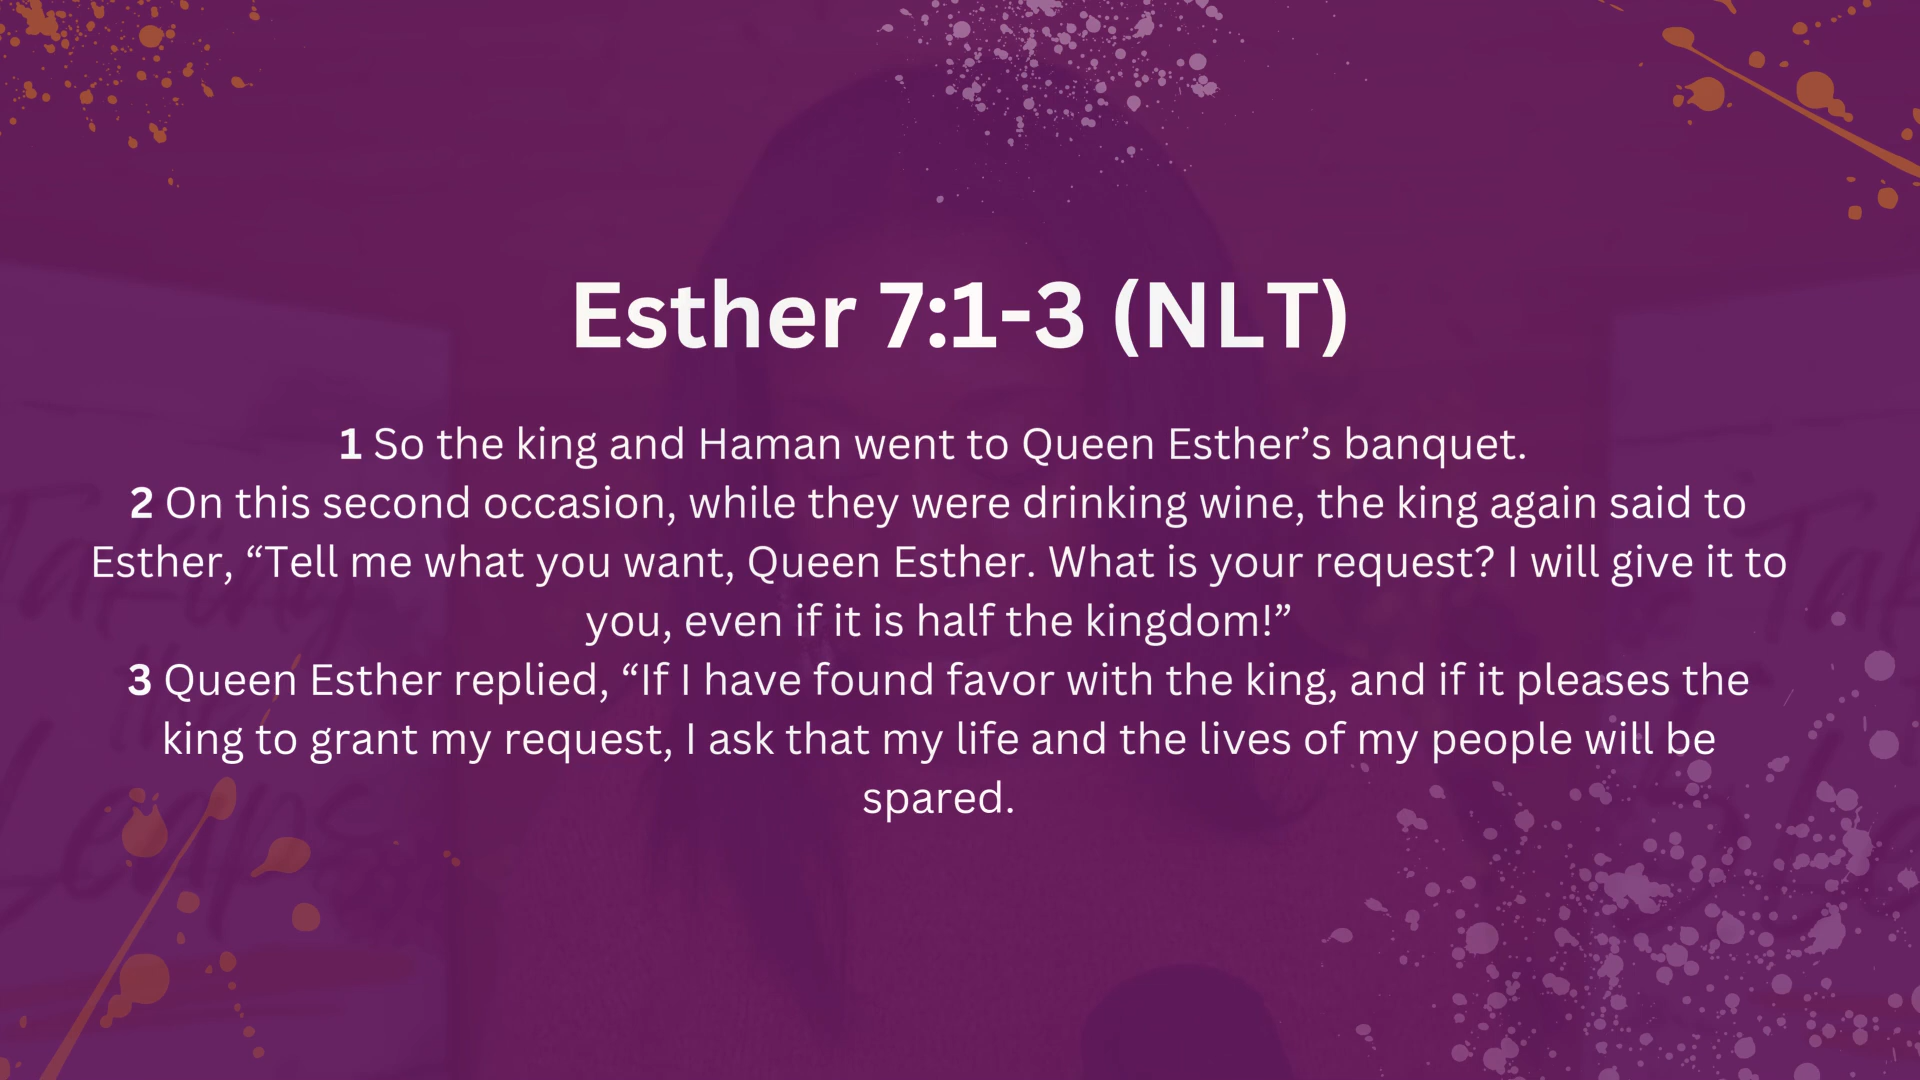 Esther 7:1-3 (NLT)
1 So the king and Haman went to Queen Esther’s banquet.
2 On this second occasion, while they were drinking wine, the king again said to
Esther, “Tell me what you want, Queen Esther. What is your request? I will give it to
you, even if it is half the kingdom!”
3 Queen Esther replied, “If I have found favor with the king, and if it pleases the
king to grant my request, I ask that my life and the lives of my people will be
spared.
Taking
the
Leaps